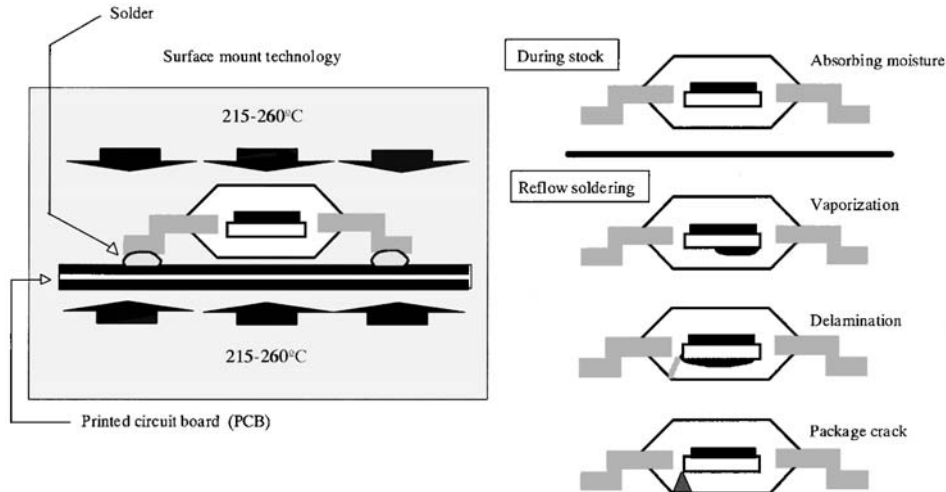 Solder
Surface mount technology
215-260°C
215-260°C
Printed circuit board (PCB)
During stock
Absorbing moisture
Reflow soldering
Vaporization
Delamination
Package crack